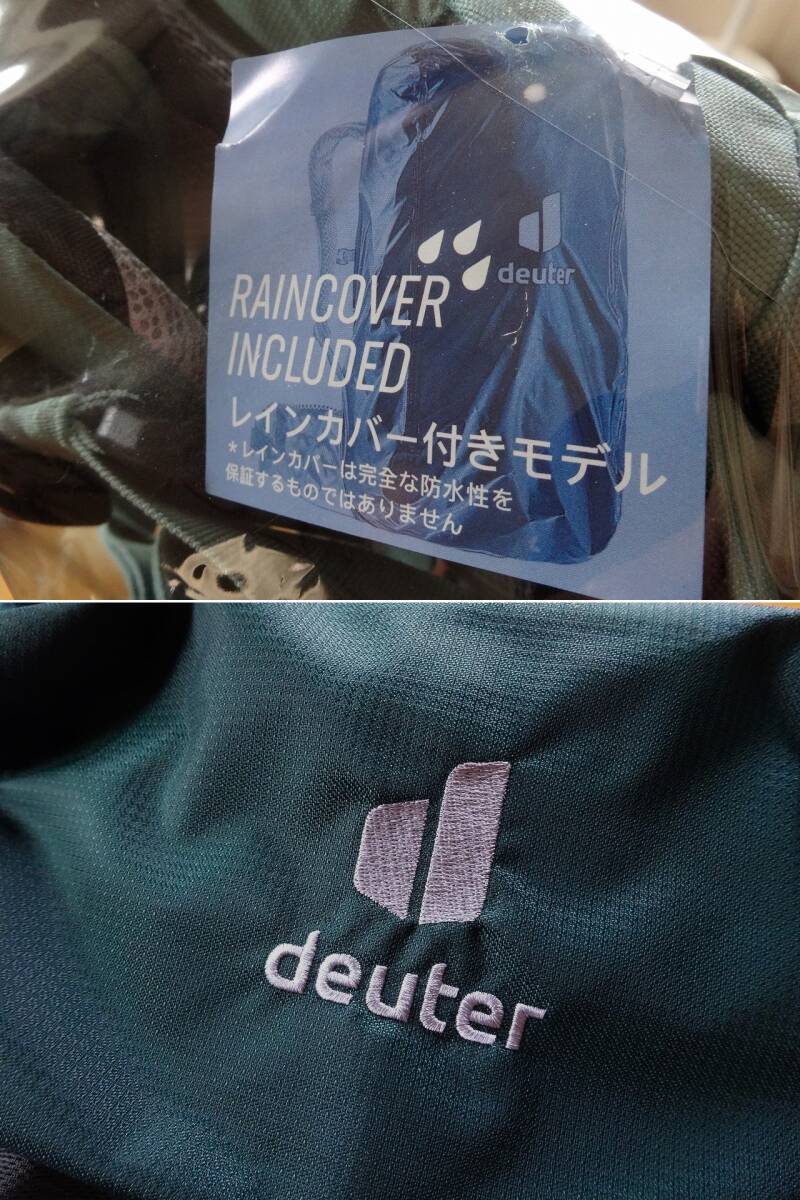 deuter
RAINCOVER
INCLUDED
レインカバー付きモデル
*レインカバーは完全な防水性を
保証するものではありません
deuter